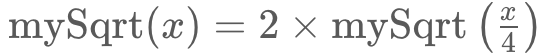 mySqrt(x) = 2 × mySqrt (x/4)